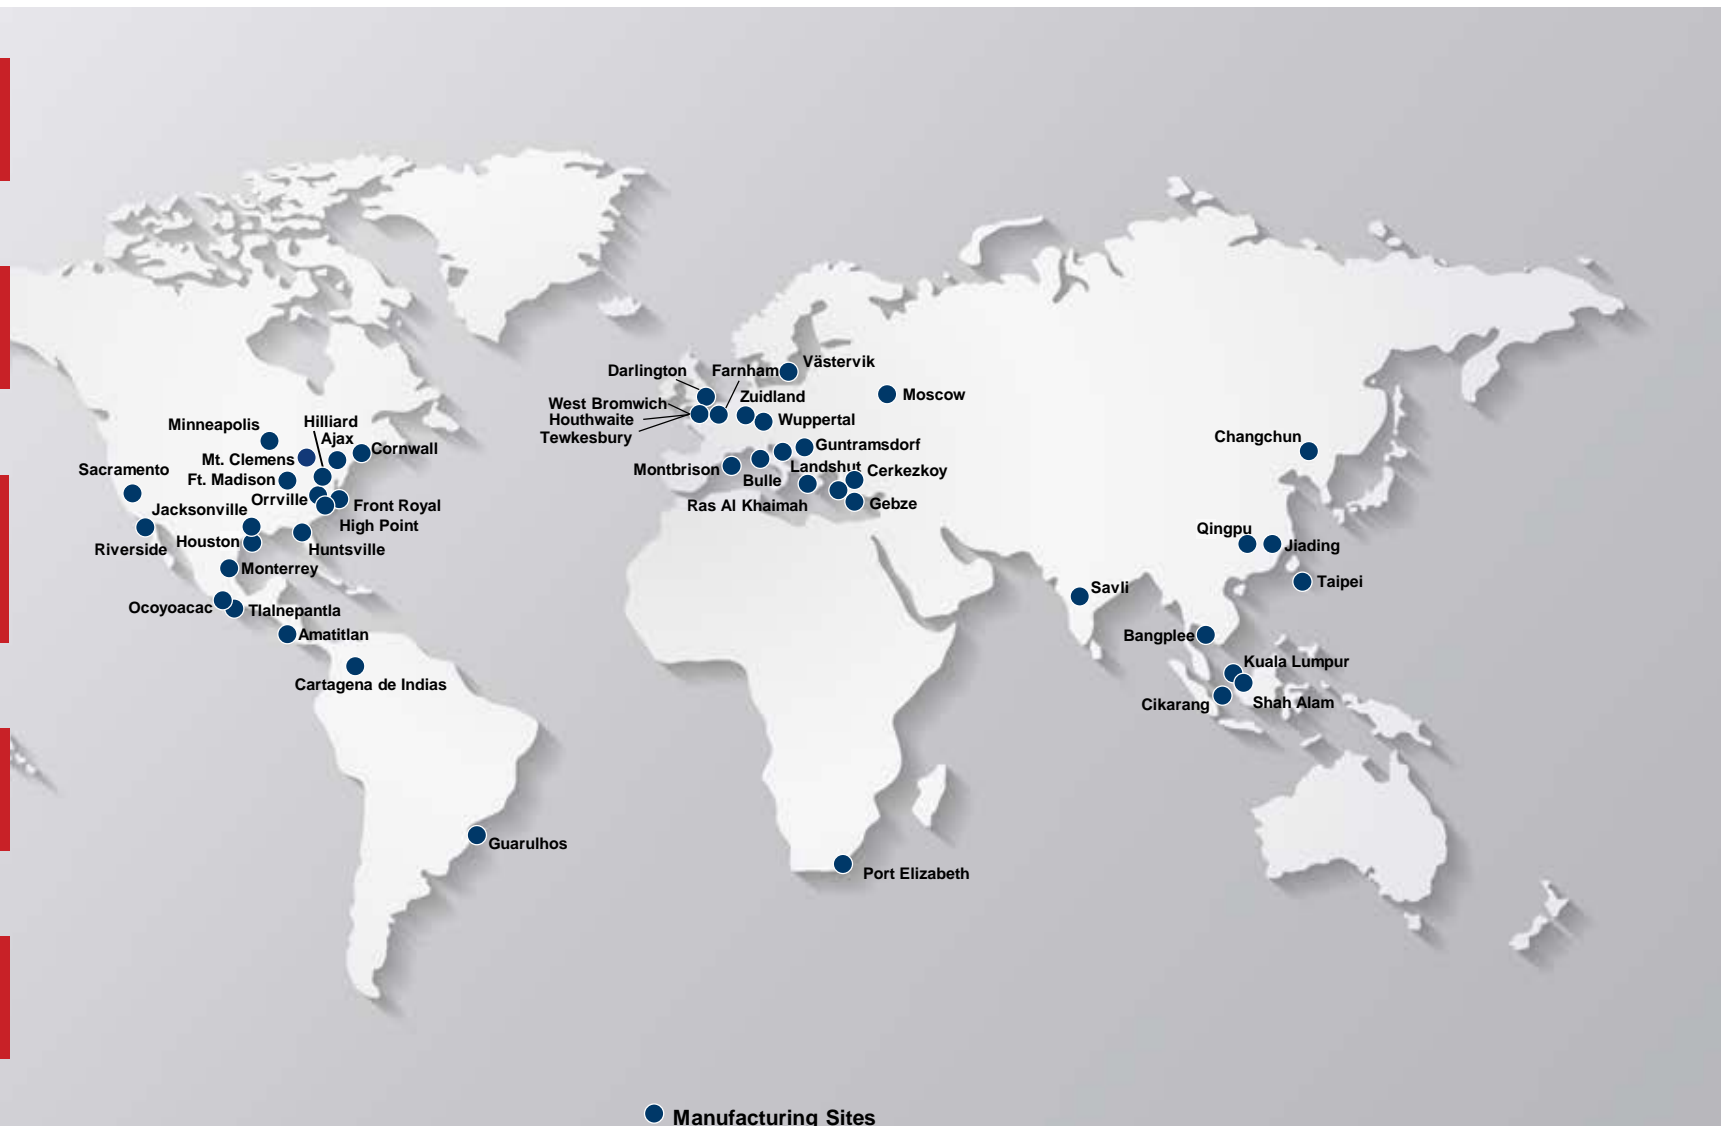 Västervik
Darlington
Farnham
Moscow
Zuidland
West Bromwich
Houthwaite
Tewkesbury
Wuppertal
Minneapolis
Hilliard
Ajax
Cornwall
Mt. Clemens
Sacramento
Ft. Madison
Orrville
Front Royal
Jacksonville
High Point
Houston
Huntsville
Riverside
Monterrey
Ocoyoacac
Tlalnepantla
Amatitlan
Cartagena de Indias
Guarulhos
Guntramsdorf
Landshut
Montbrison
Bulle
Cerkezkoy
Ras Al Khaimah
Gebze
Changchun
Qingpu
Jiading
Taipei
Savli
Bangplee
Kuala Lumpur
Shah Alam
Cikarang
Port Elizabeth
Manufacturing Sites